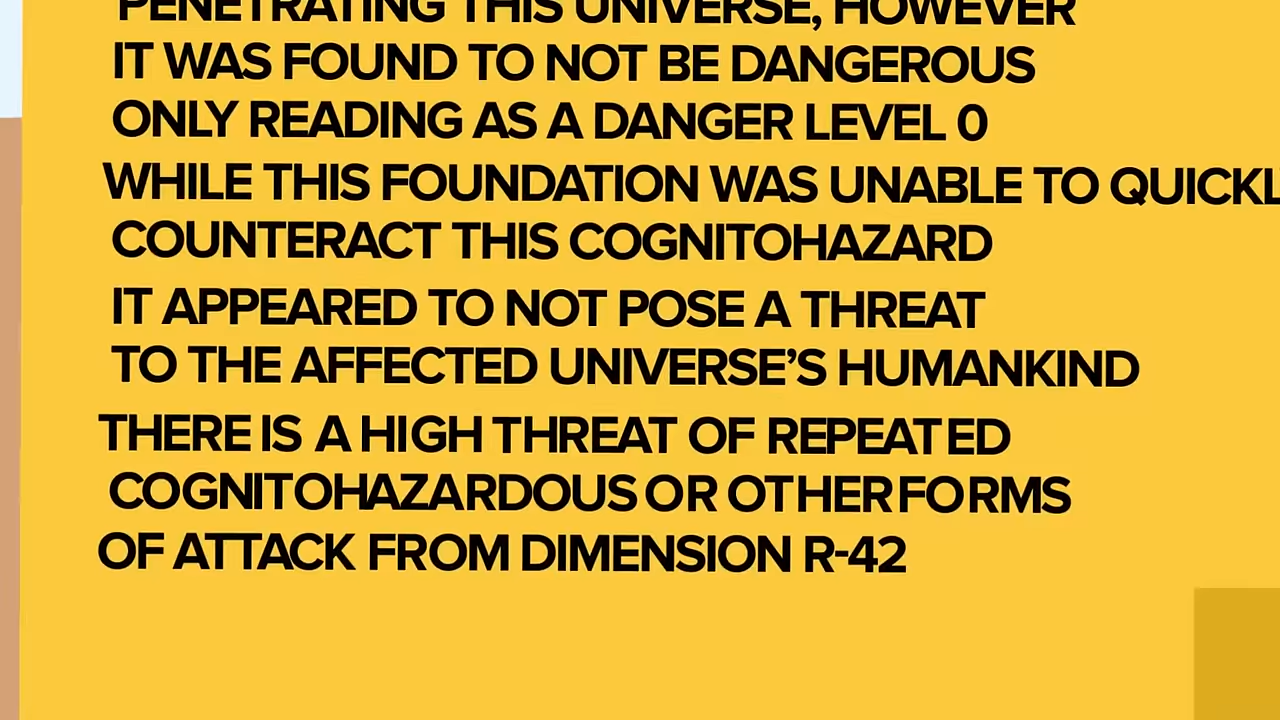 PENETRATING THIS UNIVERSE, HOWEVER
IT WAS FOUND TO NOT BE DANGEROUS
ONLY READING AS A DANGER LEVEL 0
WHILE THIS FOUNDATION WAS UNABLE TO QUICKL
COUNTERACT THIS COGNITOHAZARD
IT APPEARED TO NOT POSE A THREAT
TO THE AFFECTED UNIVERSE’S HUMANKIND
THERE IS A HIGH THREAT OF REPEATED
COGNITOHAZARDOUS OR OTHER FORMS
OF ATTACK FROM DIMENSION R-42